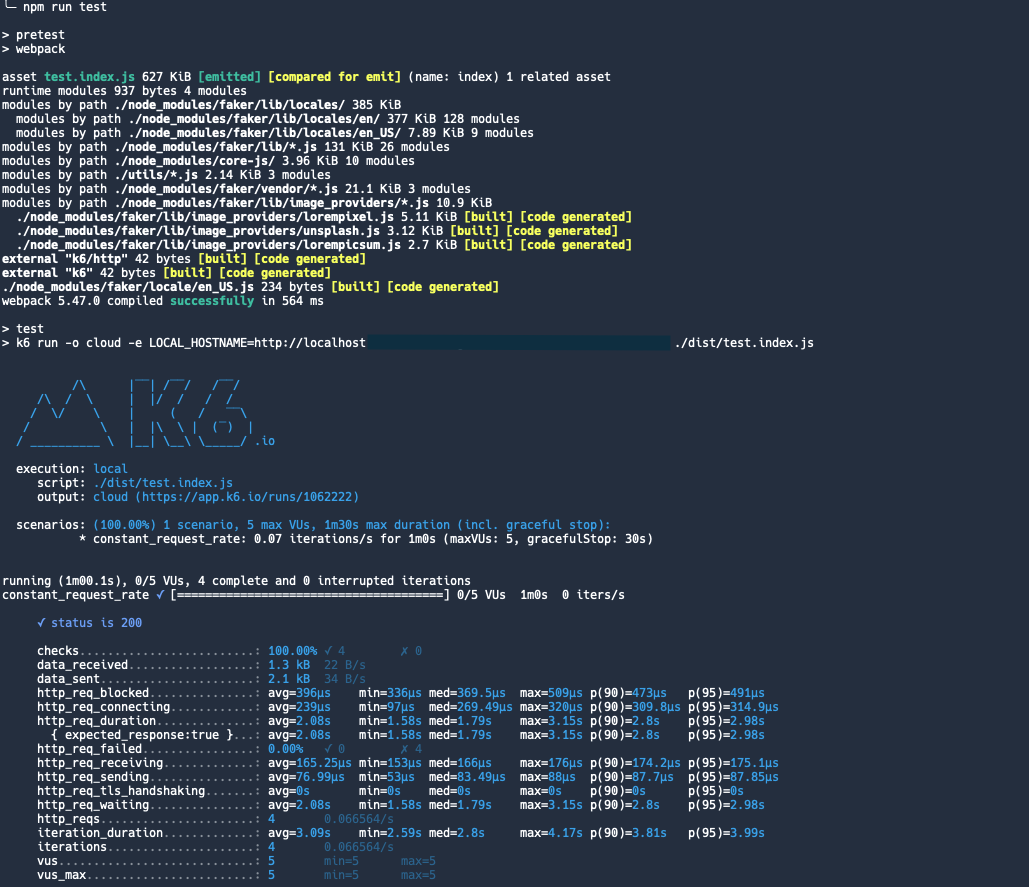 ╰─ npm run test
> pretest
> webpack
asset test.index.js 627 KiB [emitted] [compared for emit] (name: index) 1 related asset
runtime modules 937 bytes 4 modules
modules by path ./node_modules/faker/lib/locales/ 385 KiB
  modules by path ./node_modules/faker/lib/locales/en/ 377 KiB 128 modules
  modules by path ./node_modules/faker/lib/locales/en_US/ 7.89 KiB 9 modules
modules by path ./node_modules/faker/lib/*.js 131 KiB 26 modules
modules by path ./node_modules/core-js/ 3.96 KiB 10 modules
modules by path ./utils/*.js 2.14 KiB 3 modules
modules by path ./node_modules/faker/vendor/*.js 21.1 KiB 3 modules
modules by path ./node_modules/faker/lib/image_providers/*.js 10.9 KiB
  ./node_modules/faker/lib/image_providers/lorempixel.js 5.11 KiB [built] [code generated]
  ./node_modules/faker/lib/image_providers/unsplash.js 3.12 KiB [built] [code generated]
  ./node_modules/faker/lib/image_providers/lorempicsum.js 2.7 KiB [built] [code generated]
external "k6/http" 42 bytes [built] [code generated]
external "k6" 42 bytes [built] [code generated]
./node_modules/faker/locale/en_US.js 234 bytes [built] [code generated]
webpack 5.47.0 compiled successfully in 564 ms
> test
> k6 run -o cloud -e LOCAL_HOSTNAME=http://localhost ./dist/test.index.js
K6
.io
execution: local
script: ./dist/test.index.js
output: cloud (https://app.k6.io/runs/1062222)
scenarios: (100.00%) 1 scenario, 5 max VUs, 1m30s max duration (incl. graceful stop):
* constant_request_rate: 0.07 iterations/s for 1m0s (maxVUs: 5, gracefulStop: 30s)
running (1m00.1s), 0/5 VUs, 4 complete and 0 interrupted iterations
constant_request_rate ✓ [======================================] 0/5 VUs  1m0s  0 iters/s
✓ status is 200
checks.........................: 100.00% ✓ 4 ✗ 0
data_received..................: 1.3 kB 22 B/s
data_sent......................: 2.1 kB 34 B/s
http_req_blocked...............: avg=396µs min=336µs med=369.5µs max=509µs p(90)=473µs p(95)=491µs
http_req_connecting............: avg=239µs min=97µs med=269.49µs max=320µs p(90)=309.8µs p(95)=314.9µs
http_req_duration..............: avg=2.08s min=1.58s med=1.79s max=3.15s p(90)=2.8s p(95)=2.98s
{ expected_response:true }...: avg=2.08s min=1.58s med=1.79s max=3.15s p(90)=2.8s p(95)=2.98s
http_req_failed................: 0.00% ✓ 0 ✗ 4
http_req_receiving.............: avg=165.25µs min=153µs med=166µs max=176µs p(90)=174.2µs p(95)=175.1µs
http_req_sending...............: avg=76.99µs min=53µs med=83.49µs max=88µs p(90)=87.7µs p(95)=87.85µs
http_req_tls_handshaking.......: avg=0s min=0s med=0s max=0s p(90)=0s p(95)=0s
http_req_waiting...............: avg=2.08s min=1.58s med=1.79s max=3.15s p(90)=2.8s p(95)=2.98s
http_reqs......................: 4 0.066564/s
iteration_duration.............: avg=3.09s min=2.59s med=2.8s max=4.17s p(90)=3.81s p(95)=3.99s
iterations.....................: 4 0.066564/s
vus............................: 5 min=5 max=5
vus_max........................: 5 min=5 max=5